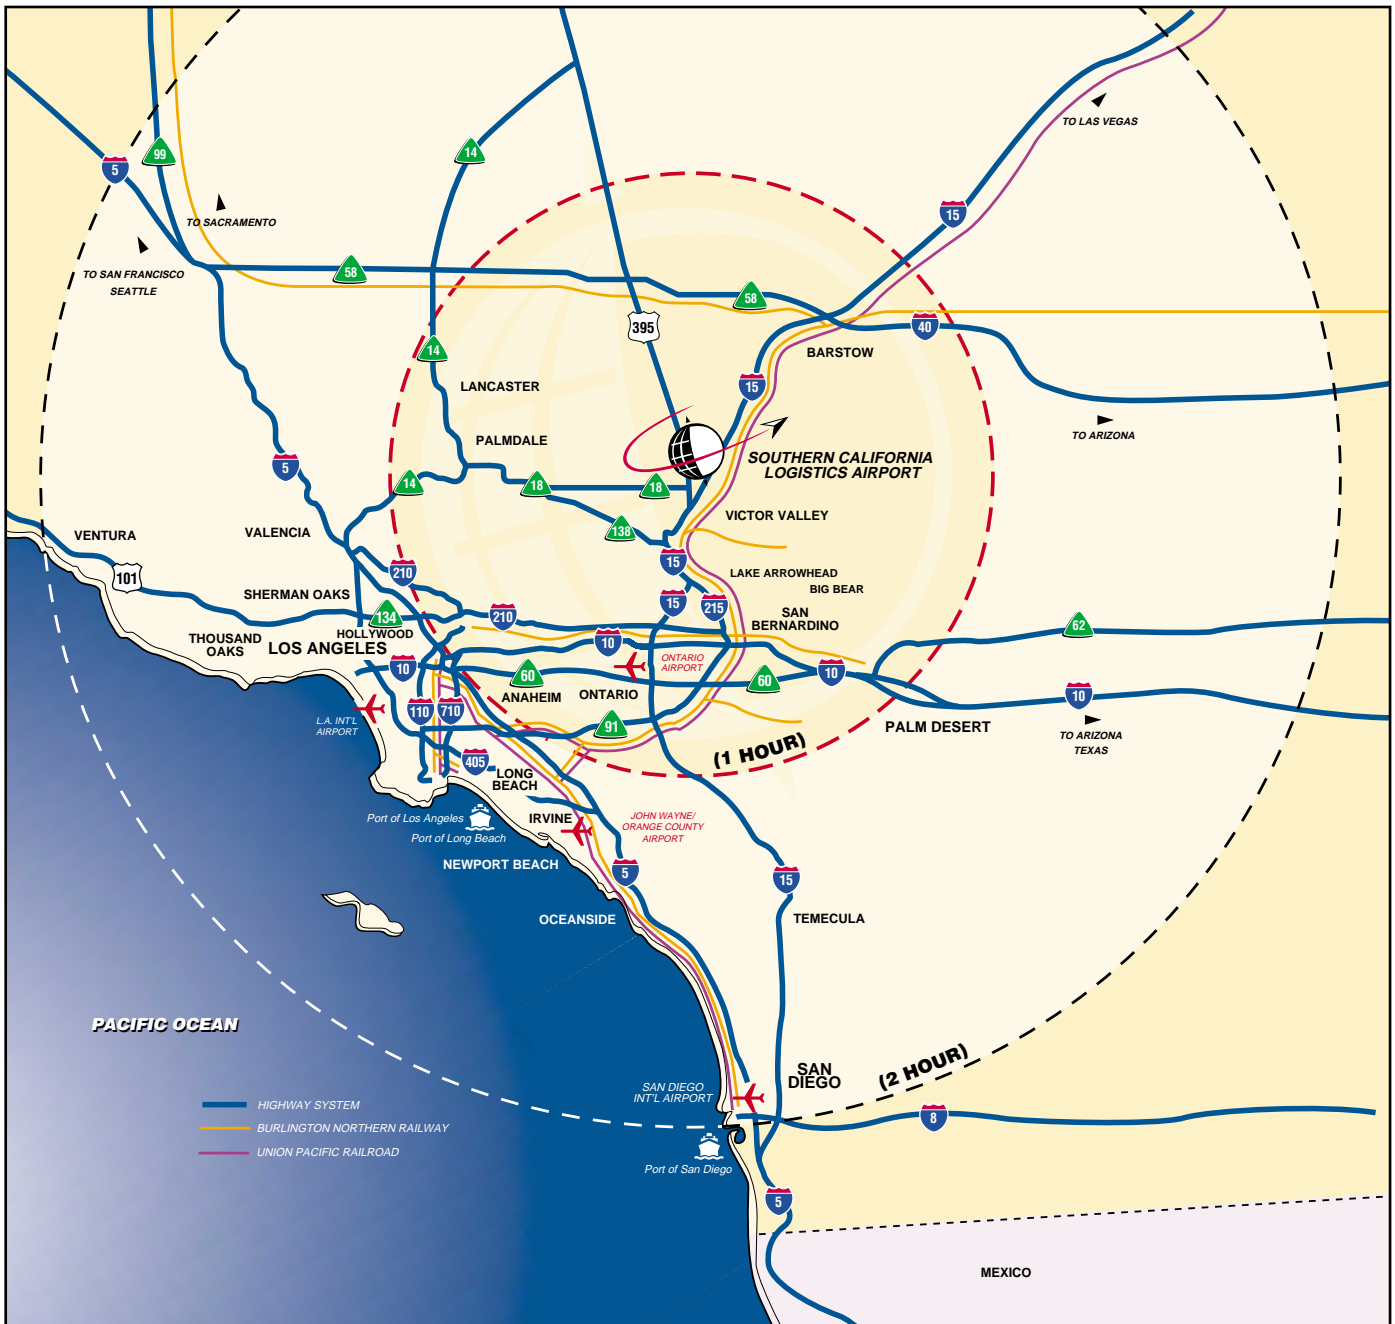 TO LAS VEGAS
99
14
5
15
TO SACRAMENTO
TO SAN FRANCISCO
SEATTLE
58
58
395
40
14
BARSTOW
LANCASTER
15
TO ARIZONA
PALMDALE
SOUTHERN CALIFORNIA
LOGISTICS AIRPORT
5
14
18
18
VICTOR VALLEY
138
VENTURA
VALENCIA
15
101
210
LAKE ARROWHEAD
BIG BEAR
SHERMAN OAKS
15
215
134
210
SAN
BERNARDINO
62
THOUSAND
OAKS
HOLLYWOOD
LOS ANGELES
10
10
ONTARIO
AIRPORT
60
60
10
ANAHEIM
ONTARIO
10
110
710
L.A. INT'L
AIRPORT
91
PALM DESERT
TO ARIZONA
TEXAS
(1 HOUR)
405
LONG
BEACH
Port of Los Angeles
IRVINE
JOHN WAYNE/
ORANGE COUNTY
AIRPORT
Port of Long Beach
NEWPORT BEACH
5
15
OCEANSIDE
TEMECULA
PACIFIC OCEAN
SAN
DIEGO
(2 HOUR)
SAN DIEGO
INT'L AIRPORT
HIGHWAY SYSTEM
8
BURLINGTON NORTHERN RAILWAY
UNION PACIFIC RAILROAD
Port of San Diego
5
MEXICO